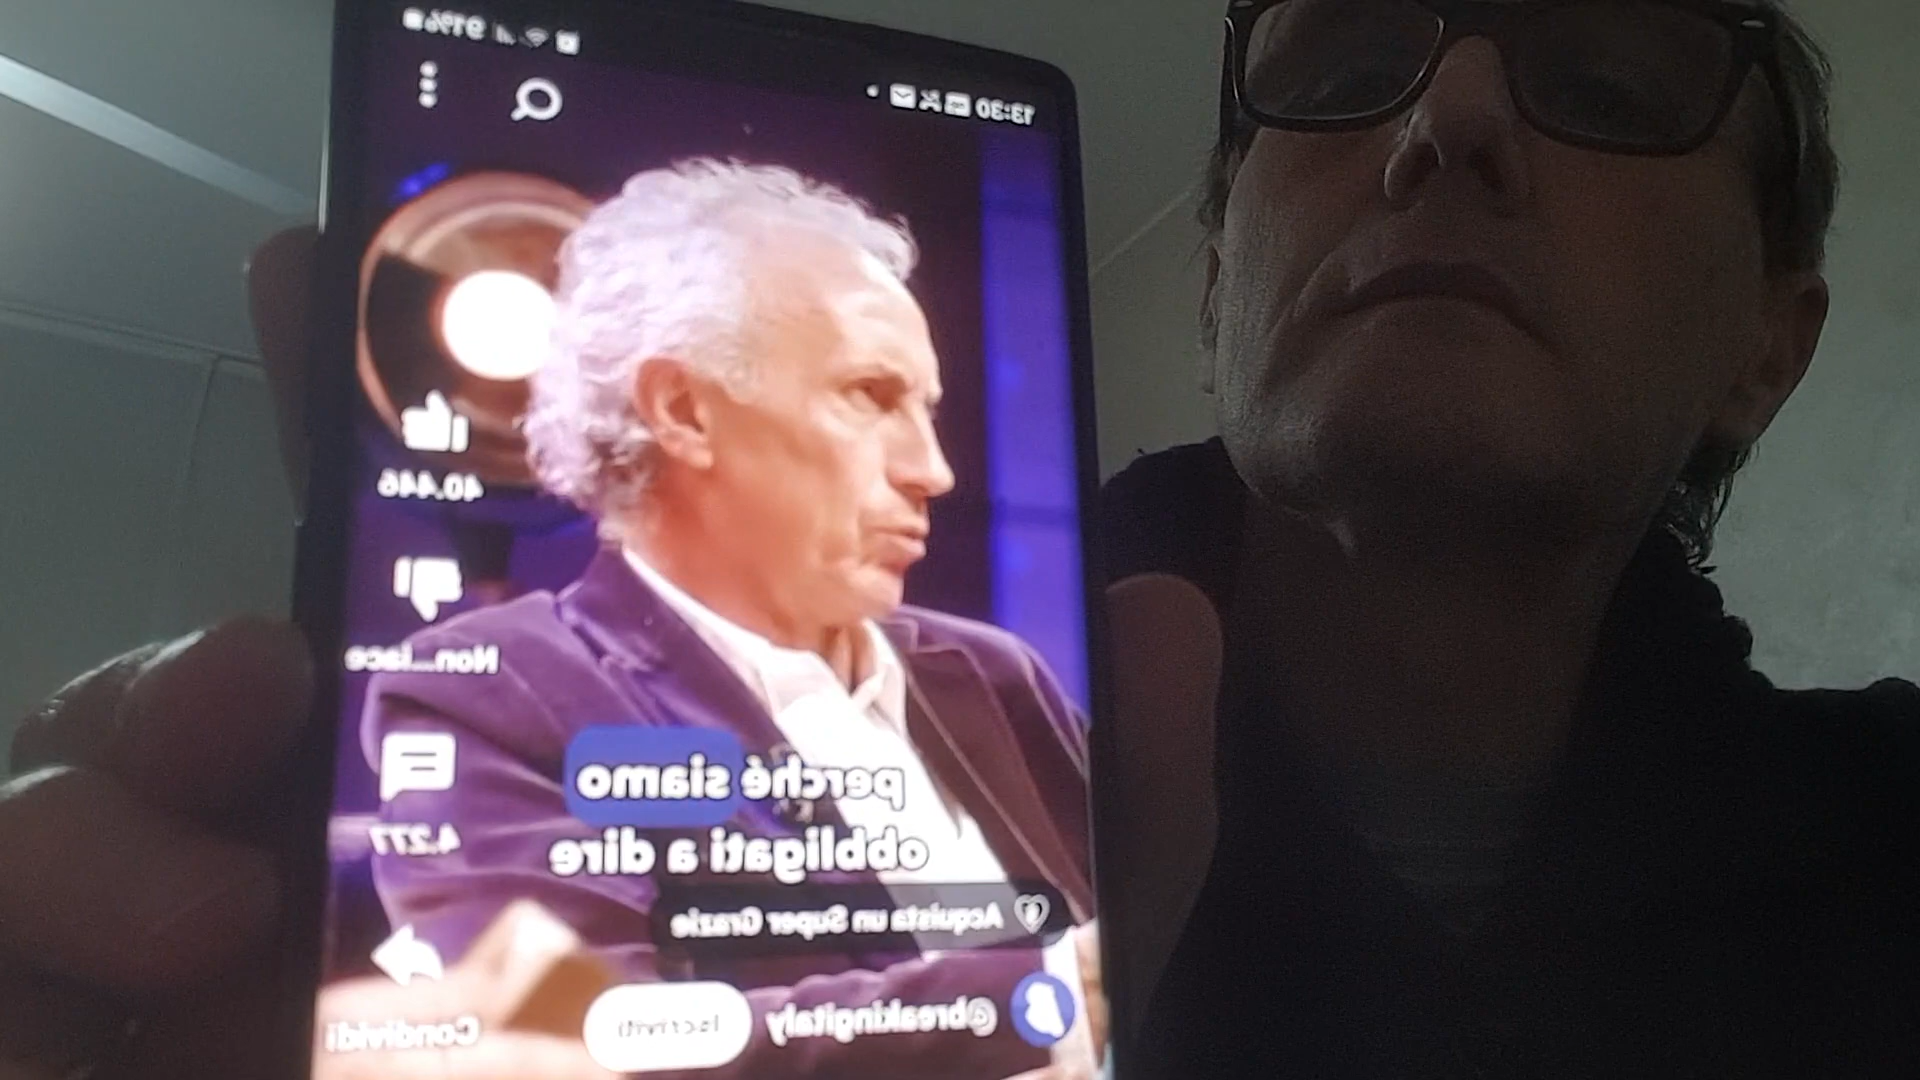 13:30
91%
40.446
Non...iace
perché siamo
obbligati a dire
4.277
Acquista un Super Grazie
@breakingitaly
Iscriviti
Condividi